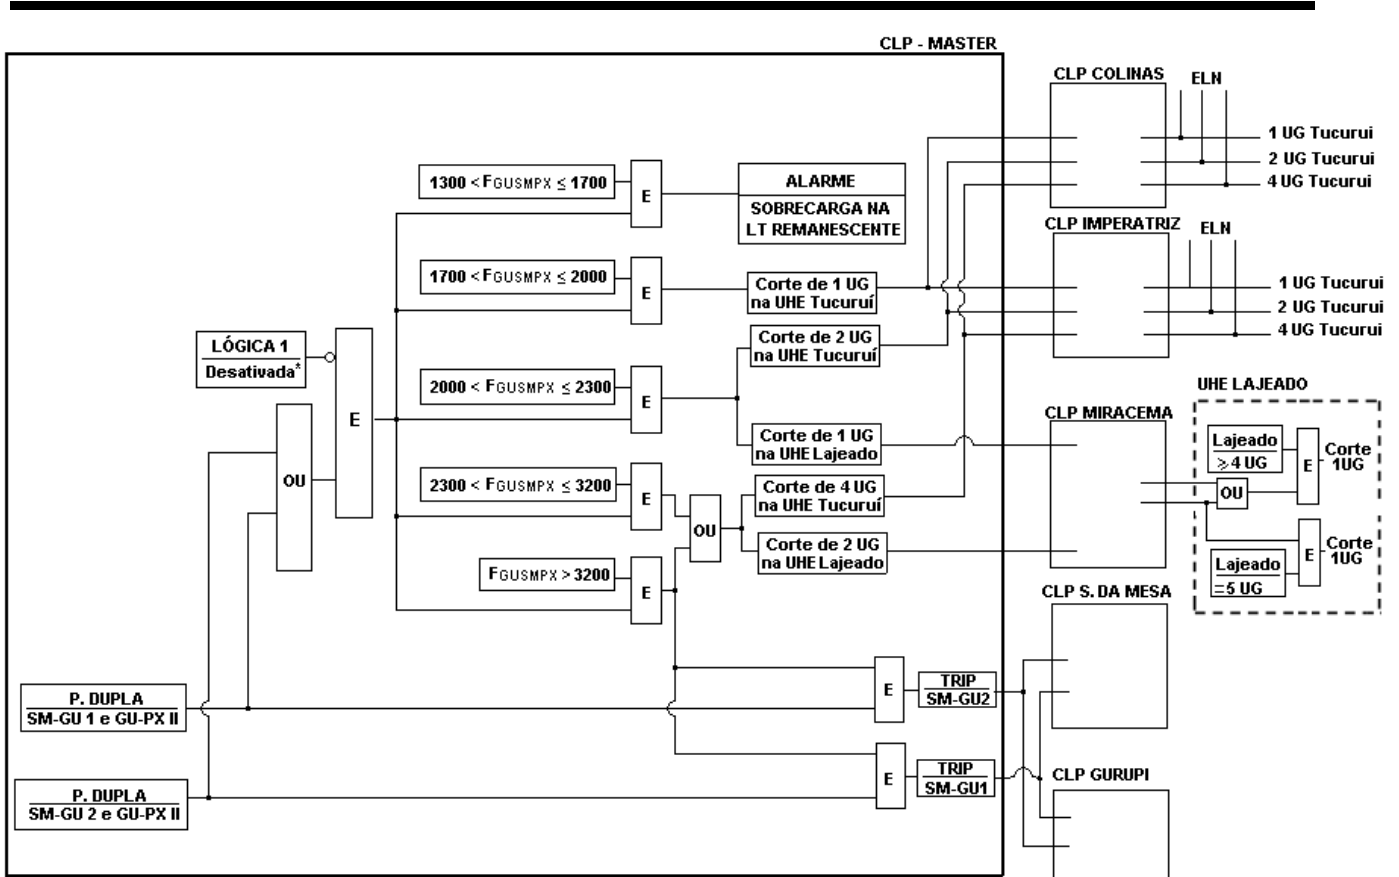 CLP - MASTER
CLP COLINAS
ELN
1 UG Tucurui
2 UG Tucurui
4 UG Tucurui
1300 < FGUSMPX ≤ 1700
E
ALARME
SOBRECARGA NA
LT REMANESCENTE
CLP IMPERATRIZ
ELN
1 UG Tucurui
2 UG Tucurui
4 UG Tucurui
1700 < FGUSMPX ≤ 2000
E
Corte de 1 UG
na UHE Tucuruí
LÓGICA 1
Desativada*
E
OU
2000 < FGUSMPX ≤ 2300
E
Corte de 2 UG
na UHE Tucuruí
Corte de 1 UG
na UHE Lajeado
UHE LAJEADO
CLP MIRACEMA
Lajeado
≥4 UG
E
Corte
1UG
OU
Lajeado
=5 UG
E
Corte
1UG
2300 < FGUSMPX ≤ 3200
E
OU
Corte de 4 UG
na UHE Tucuruí
Corte de 2 UG
na UHE Lajeado
FGUSMPX > 3200
E
CLP S. DA MESA
P. DUPLA
SM-GU 1 e GU-PX II
E
TRIP
SM-GU2
P. DUPLA
SM-GU 2 e GU-PX II
E
TRIP
SM-GU1
CLP GURUPI